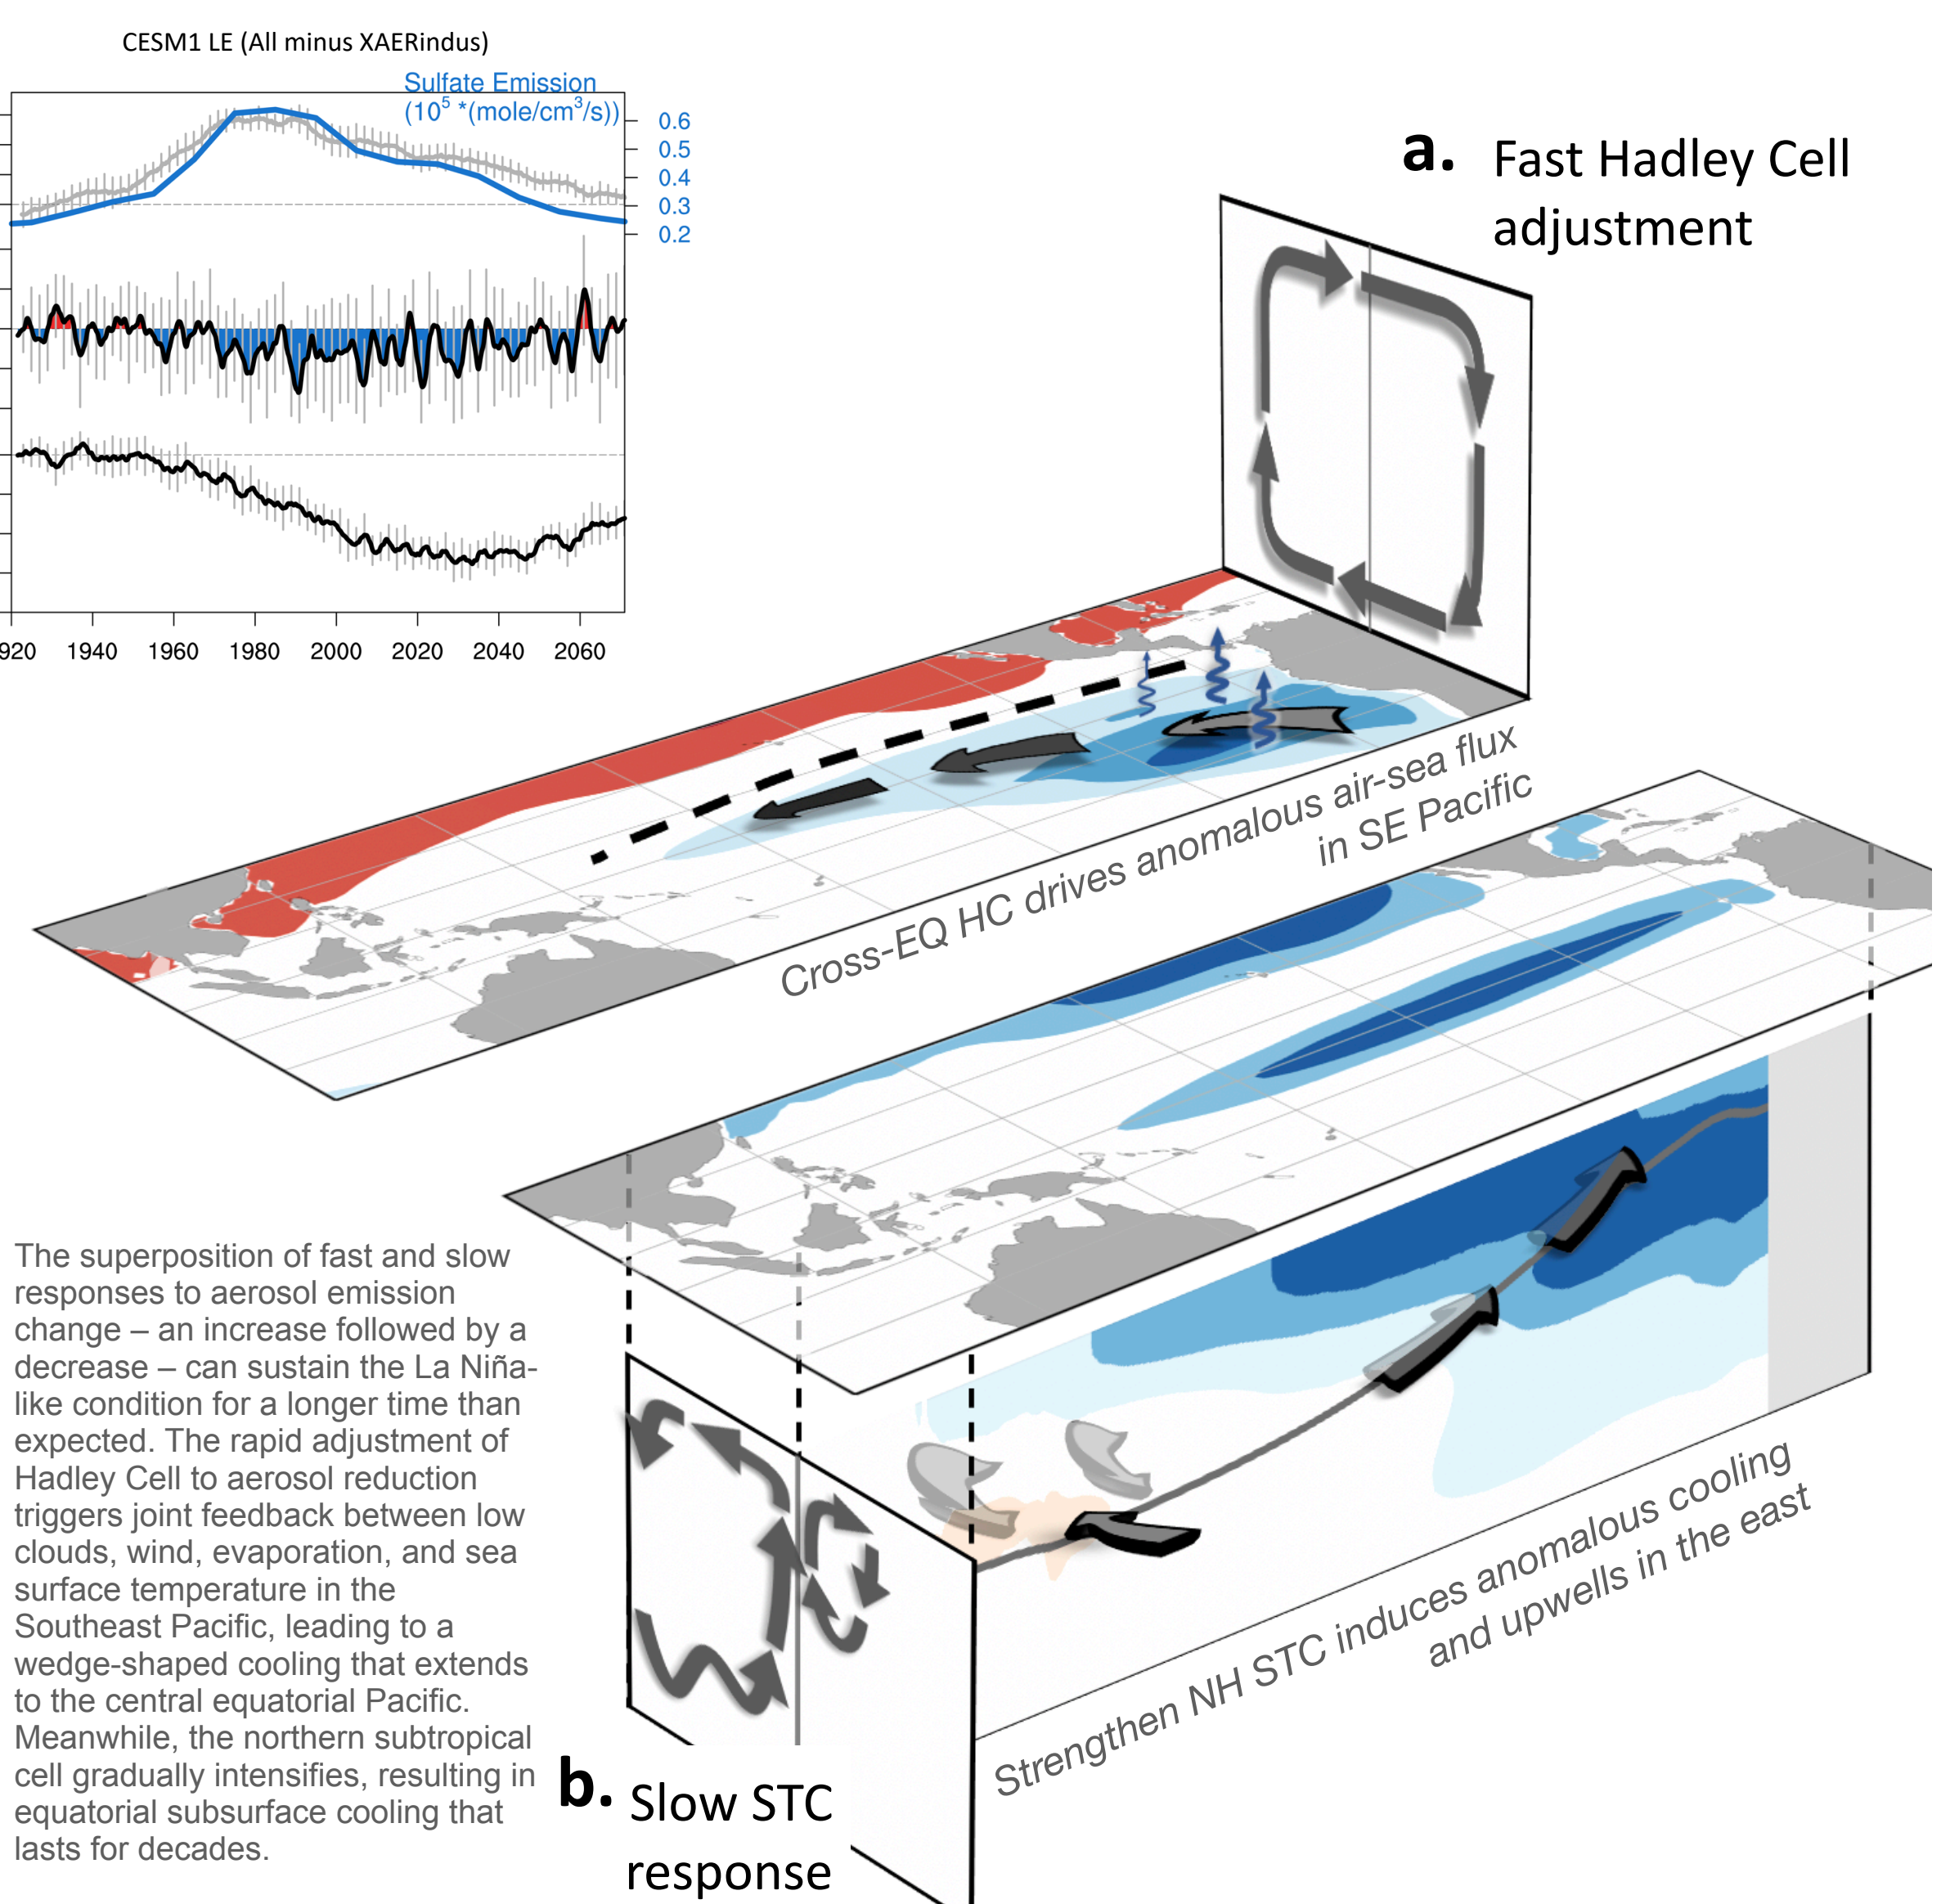 CESM1 LE (All minus XAERindus)
Sulfate Emission
(10⁵ *(mole/cm³/s))
0.6
0.5
0.4
0.3
0.2
920 1940 1960 1980 2000 2020 2040 2060
a. Fast Hadley Cell
adjustment
Cross-EQ HC drives anomalous air-sea flux
in SE Pacific
The superposition of fast and slow
responses to aerosol emission
change – an increase followed by a
decrease – can sustain the La Niña-
like condition for a longer time than
expected. The rapid adjustment of
Hadley Cell to aerosol reduction
triggers joint feedback between low
clouds, wind, evaporation, and sea
surface temperature in the
Southeast Pacific, leading to a
wedge-shaped cooling that extends
to the central equatorial Pacific.
Meanwhile, the northern subtropical
cell gradually intensifies, resulting in
equatorial subsurface cooling that
lasts for decades.
Strengthen NH STC induces anomalous cooling
and upwells in the east
b. Slow STC
response